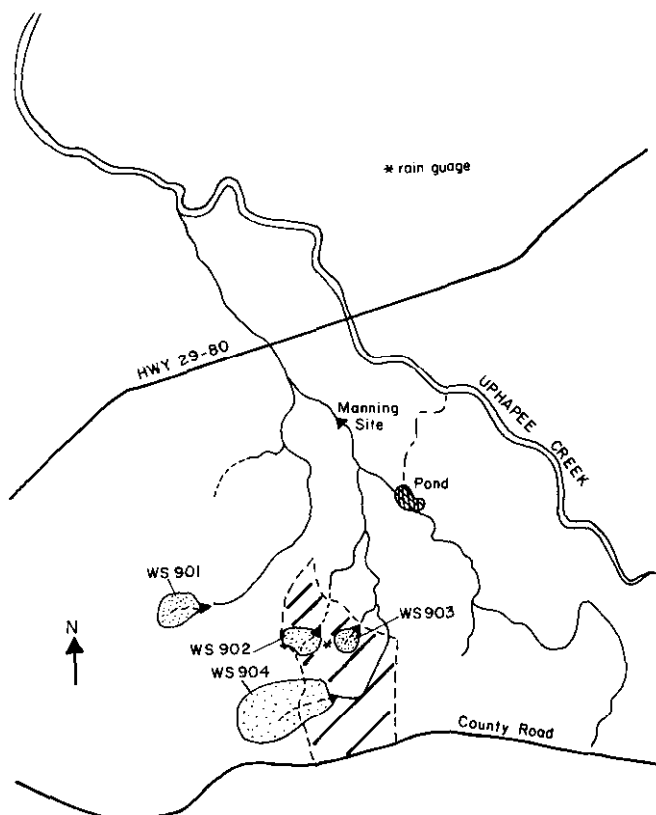 * rain guage
HWY 29-80
UPHAPEE CREEK
Manning
Site
Pond
WS 901
WS 903
WS 902
WS 904
N
County Road